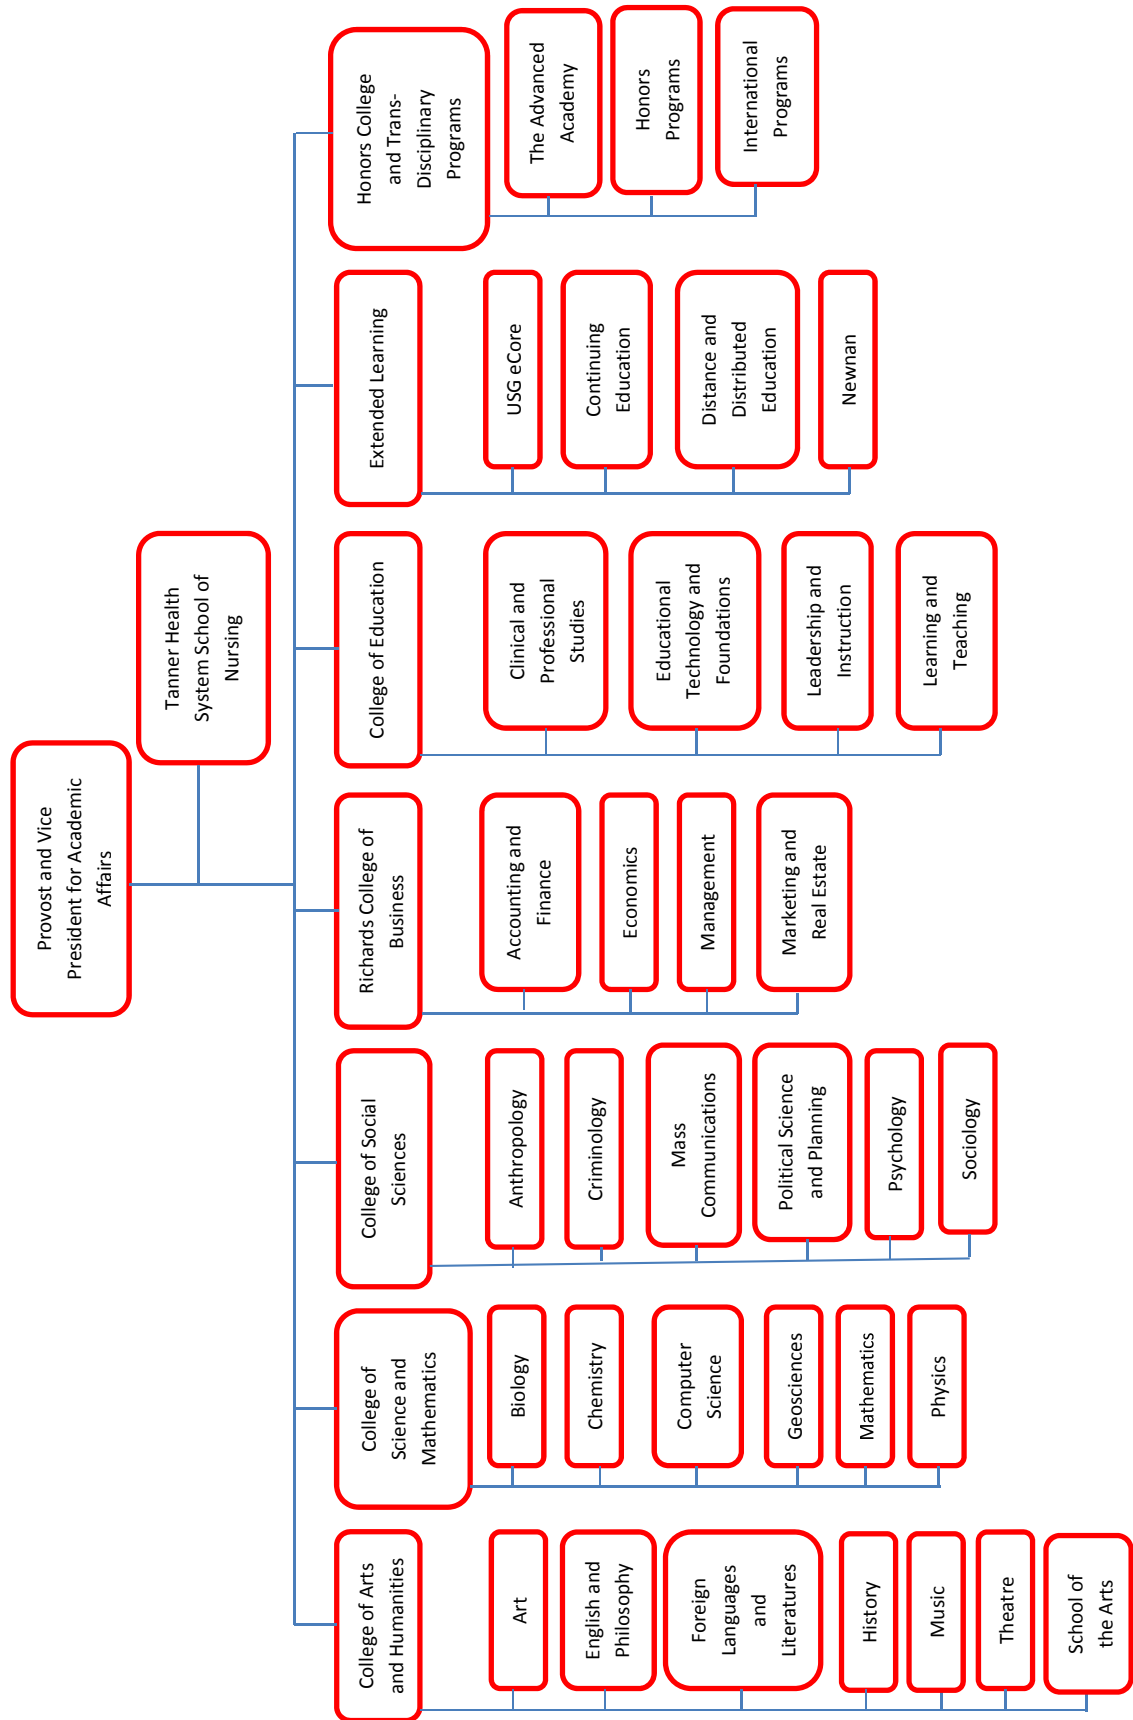 Provost and Vice
President for Academic
Affairs
Tanner Health
System School of
Nursing
College of Arts
and Humanities
Art
English and
Philosophy
Foreign
Languages
and
Literatures
History
Music
Theatre
School of
the Arts
College of
Science and
Mathematics
Biology
Chemistry
Computer
Science
Geosciences
Mathematics
Physics
College of Social
Sciences
Anthropology
Criminology
Mass
Communications
Political Science
and Planning
Psychology
Sociology
Richards College of
Business
Accounting and
Finance
Economics
Management
Marketing and
Real Estate
College of Education
Clinical and
Professional
Studies
Educational
Technology and
Foundations
Leadership and
Instruction
Learning and
Teaching
Extended Learning
USG eCore
Continuing
Education
Distance and
Distributed
Education
Newnan
Honors College
and Trans-
Disciplinary
Programs
The Advanced
Academy
Honors
Programs
International
Programs